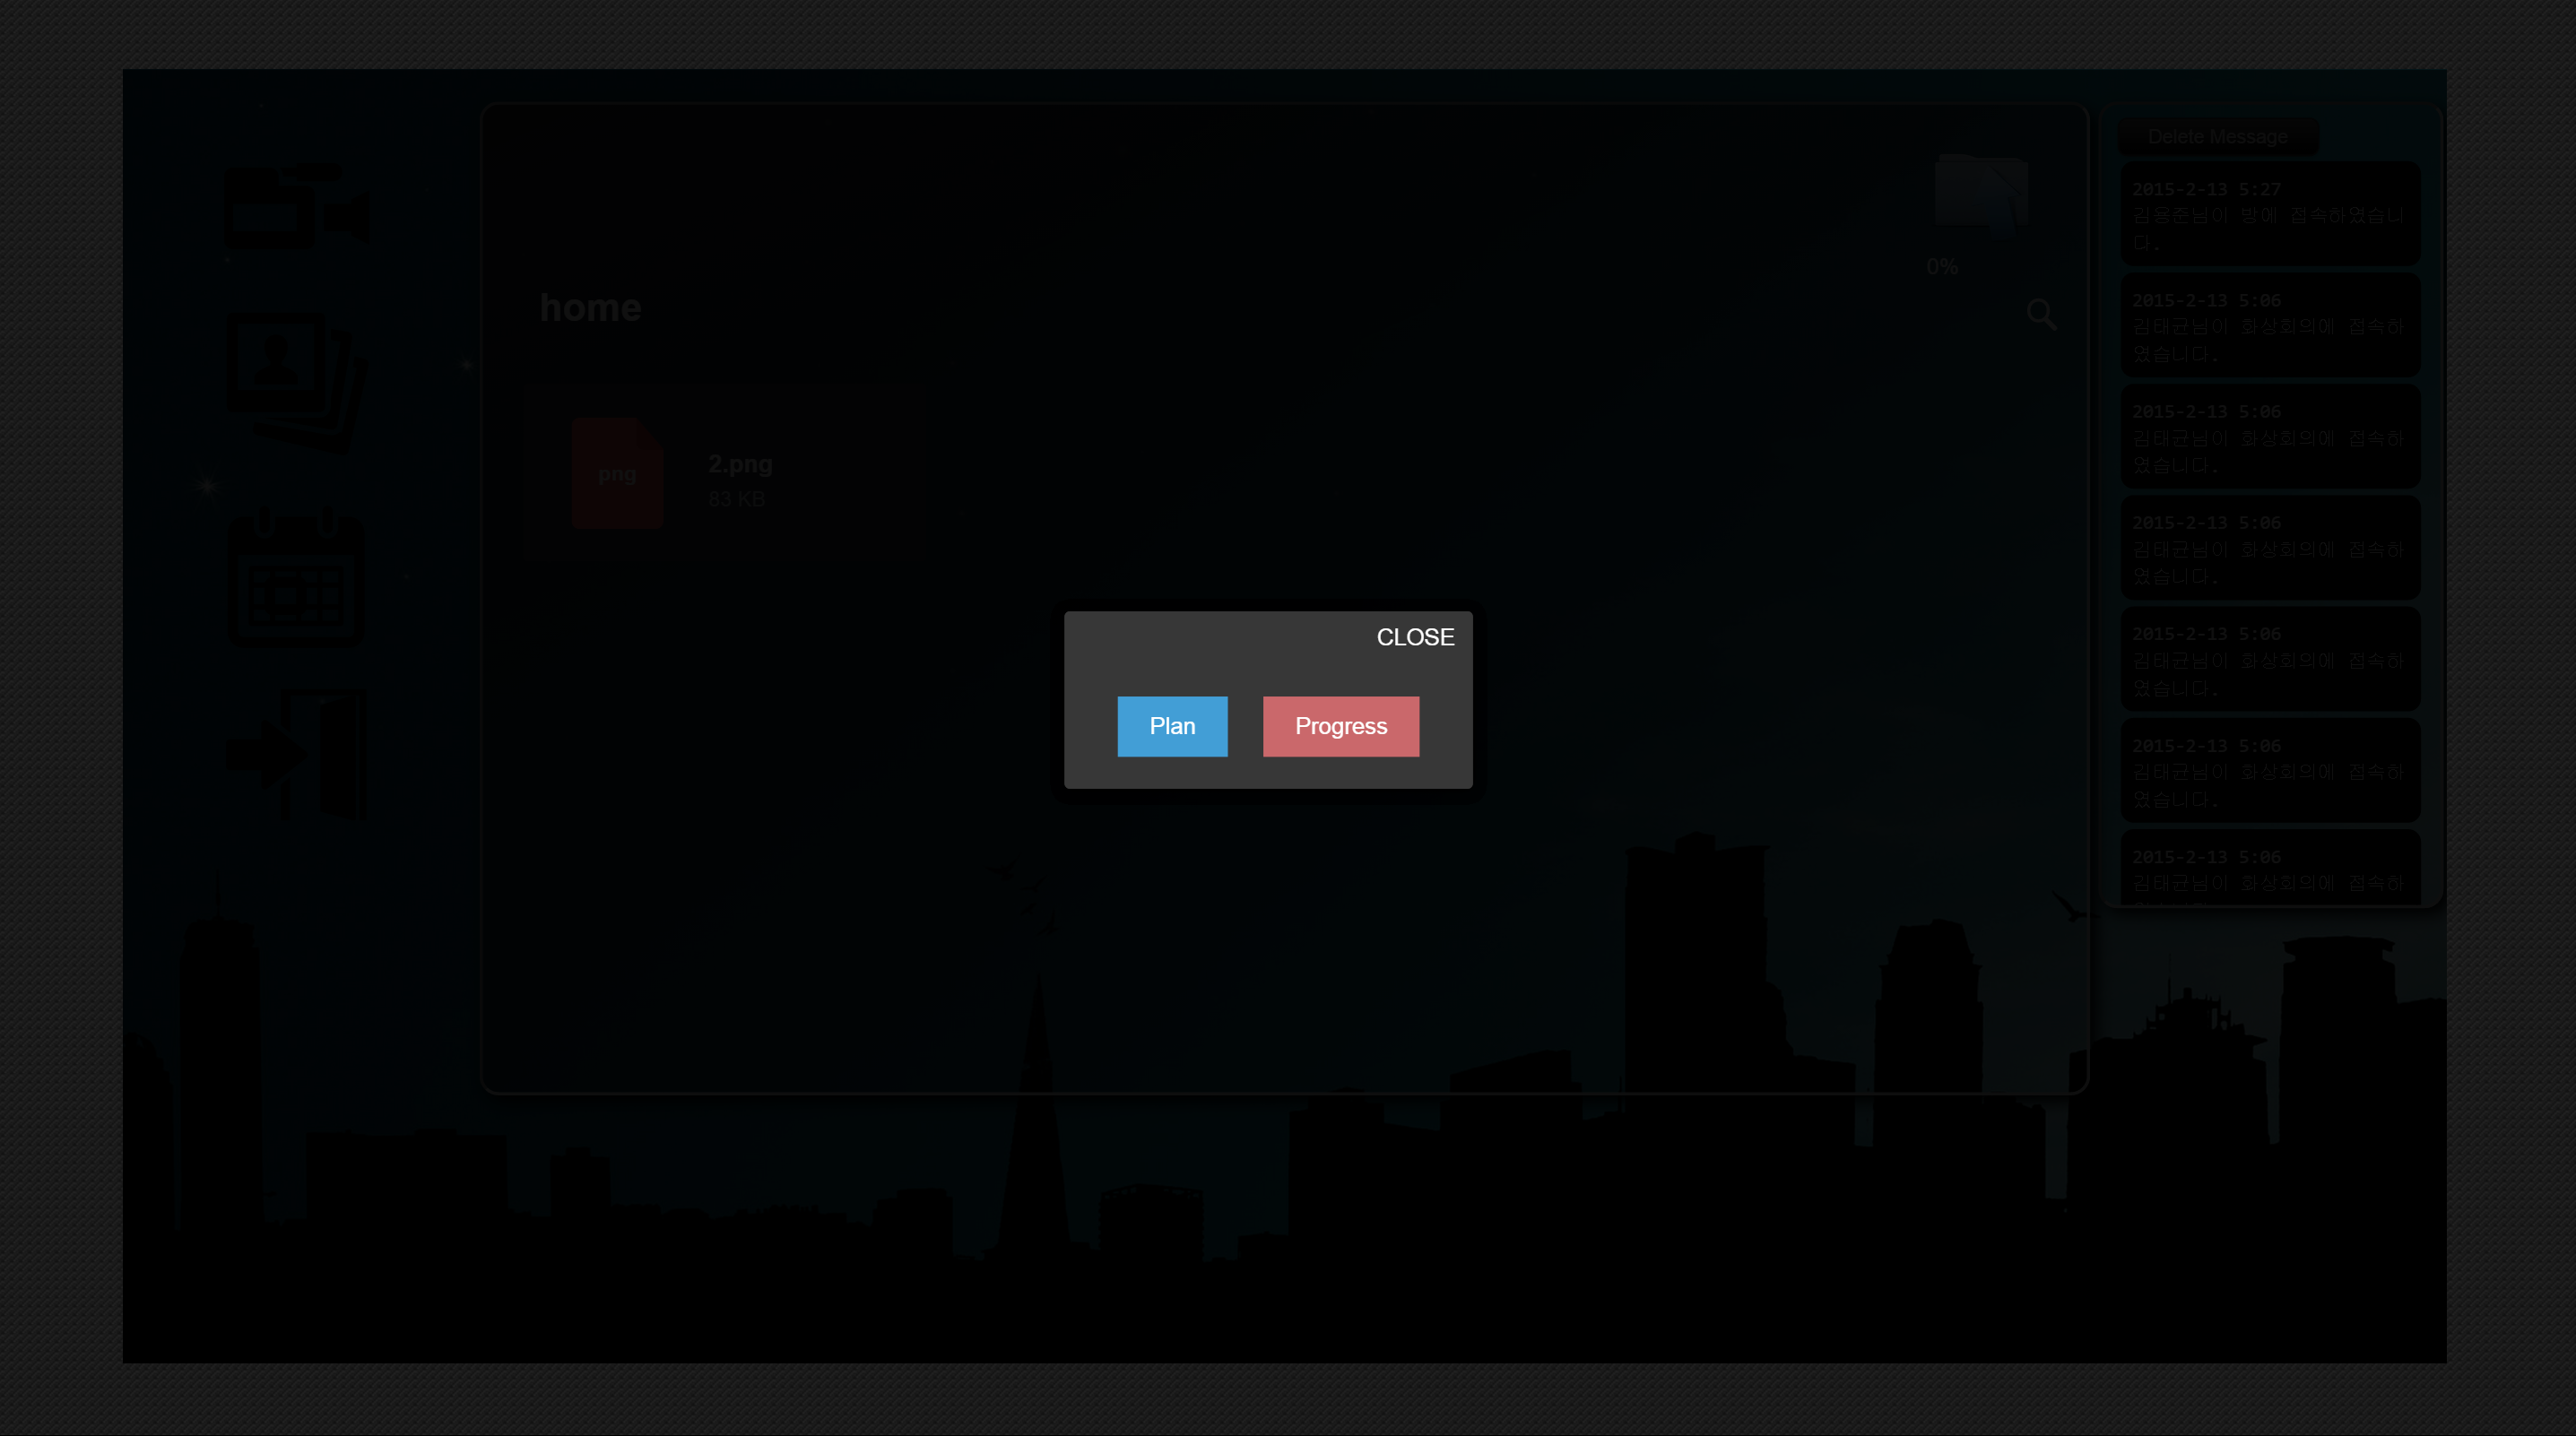 Delete Message
2015-2-13 5:27
김용준님이 방에 접속하였습니
다.
0%
home
2015-2-13 5:06
김태균님이 화상회의에 접속하
였습니다.
2015-2-13 5:06
김태균님이 화상회의에 접속하
였습니다.
png
2.png
83 KB
2015-2-13 5:06
김태균님이 화상회의에 접속하
였습니다.
CLOSE
Plan
Progress
2015-2-13 5:06
김태균님이 화상회의에 접속하
였습니다.
2015-2-13 5:06
김태균님이 화상회의에 접속하
였습니다.
2015-2-13 5:06
김태균님이 화상회의에 접속하